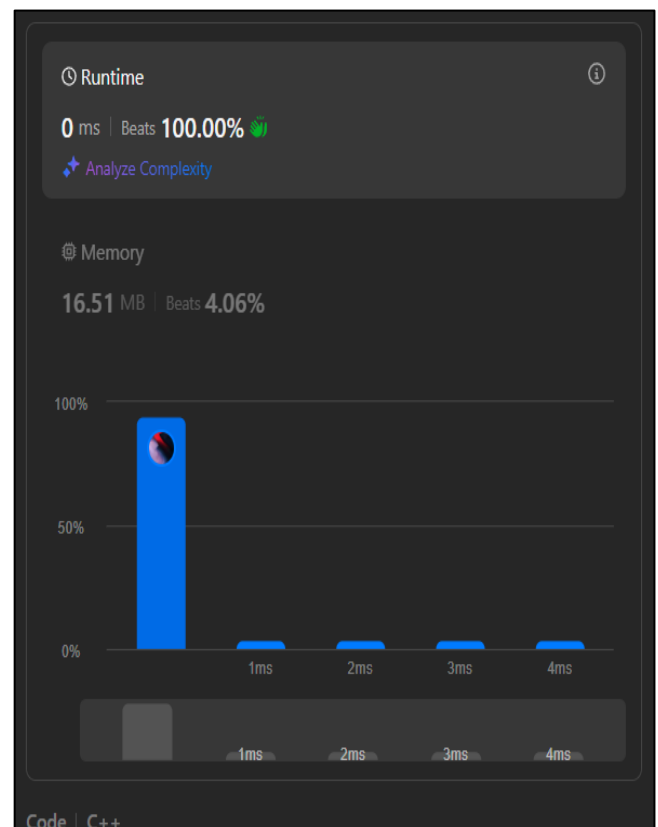 Runtime
0 ms | Beats 100.00%
Analyze Complexity
Memory
16.51 MB | Beats 4.06%
100%
50%
0%
1ms 2ms 3ms 4ms
1ms 2ms 3ms 4ms
Code | C++